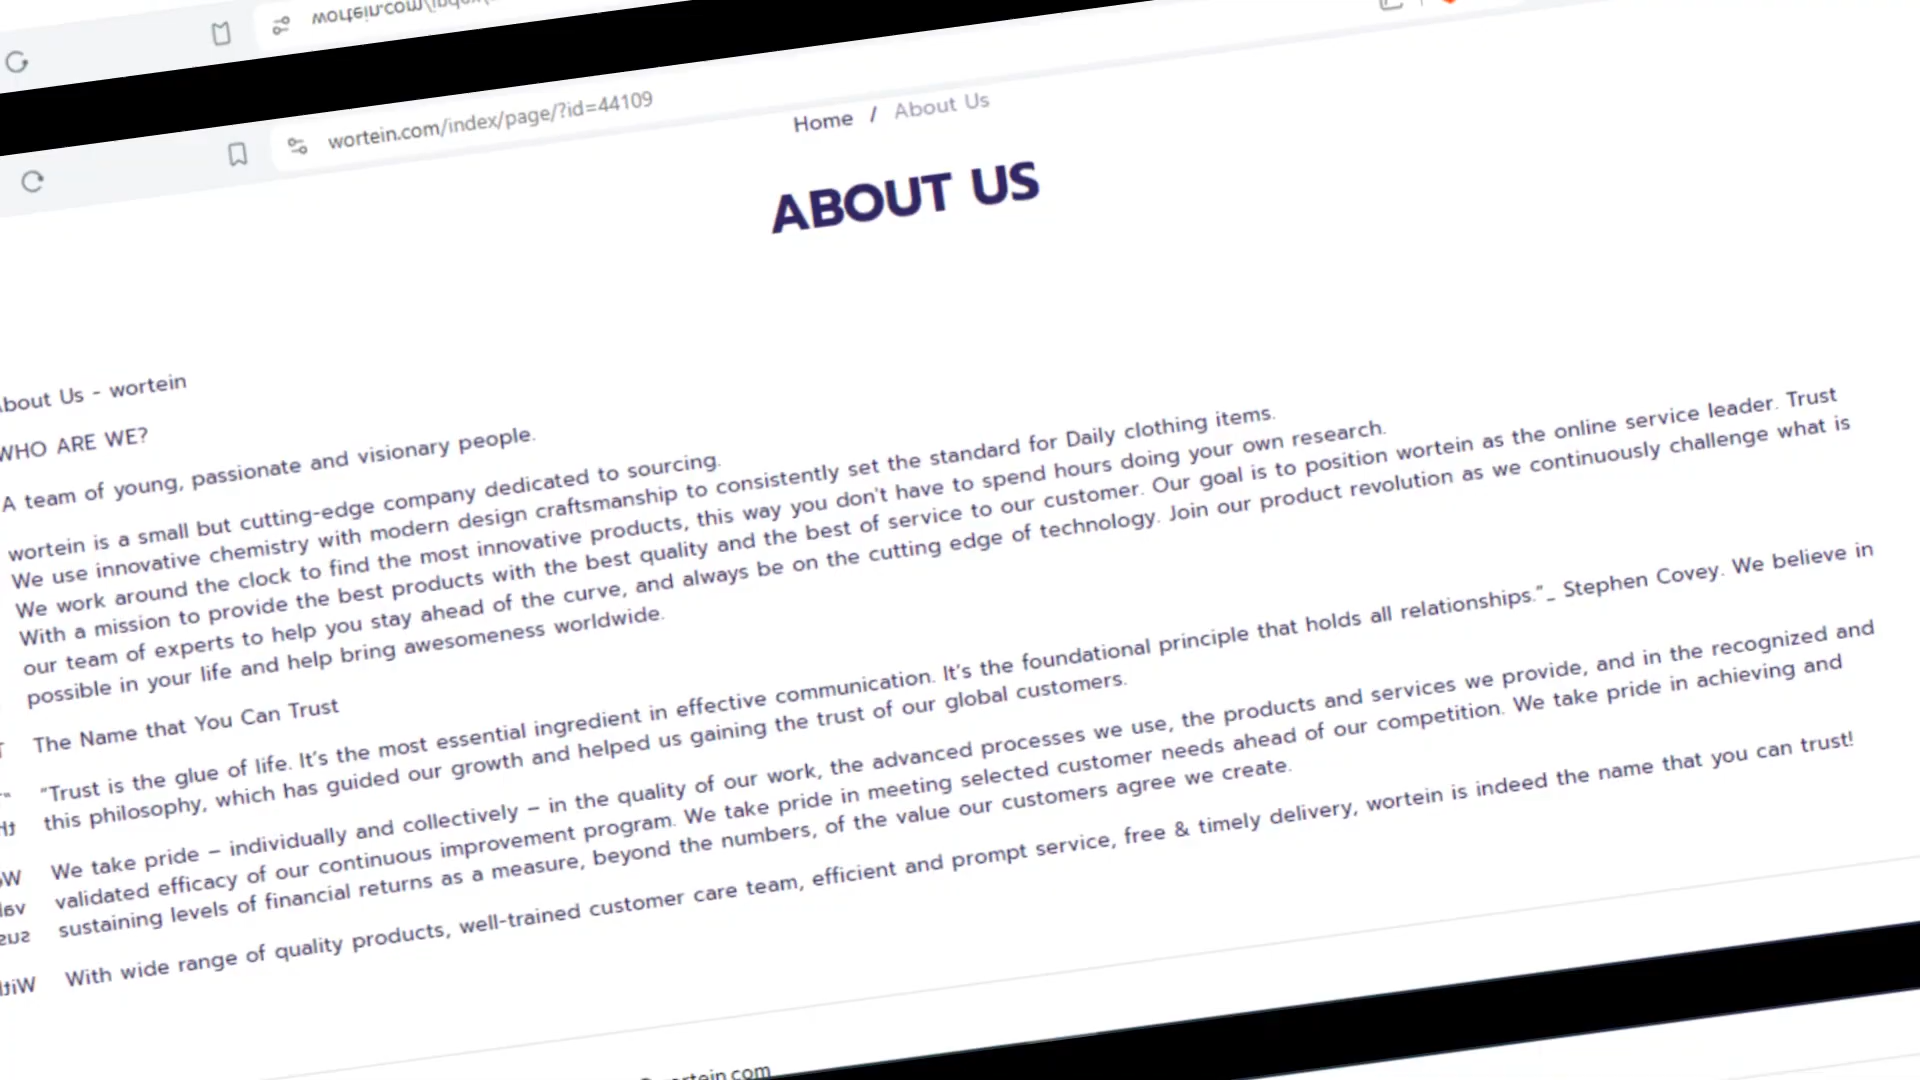 wortein.com/index/page/?id=44109
Home / About Us
ABOUT US
About Us - wortein
WHO ARE WE?
A team of young, passionate and visionary people.
wortein is a small but cutting-edge company dedicated to sourcing.
We use innovative chemistry with modern design craftsmanship to consistently set the standard for Daily clothing items.
We work around the clock to find the most innovative products, this way you don't have to spend hours doing your own research.
With a mission to provide the best products with the best quality and the best of service to our customer. Our goal is to position wortein as the online service leader. Trust
our team of experts to help you stay ahead of the curve, and always be on the cutting edge of technology. Join our product revolution as we continuously challenge what is
possible in your life and help bring awesomeness worldwide.
The Name that You Can Trust
"Trust is the glue of life. It's the most essential ingredient in effective communication. It's the foundational principle that holds all relationships."_ Stephen Covey. We believe in
this philosophy, which has guided our growth and helped us gaining the trust of our global customers.
We take pride – individually and collectively – in the quality of our work, the advanced processes we use, the products and services we provide, and in the recognized and
validated efficacy of our continuous improvement program. We take pride in meeting selected customer needs ahead of our competition. We take pride in achieving and
sustaining levels of financial returns as a measure, beyond the numbers, of the value our customers agree we create.
With wide range of quality products, well-trained customer care team, efficient and prompt service, free & timely delivery, wortein is indeed the name that you can trust!